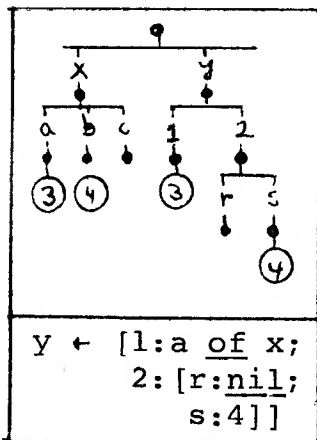 x y
a b c 1 2
3 4 3 r s
4
y ← [1:a of x;
2: [r:nil;
s:4]]